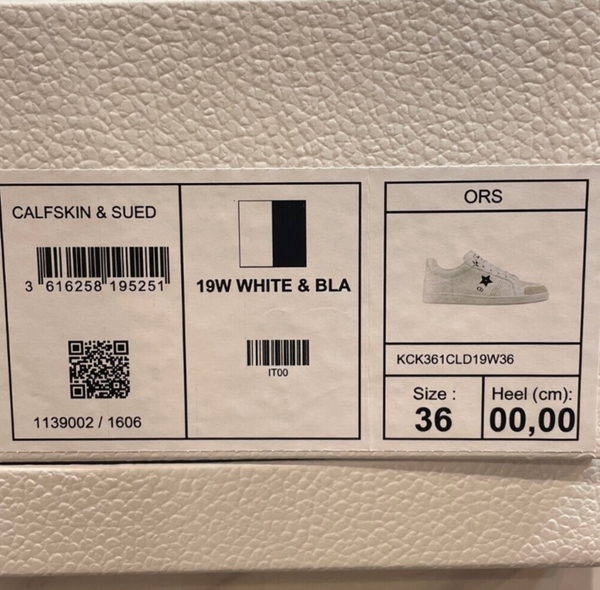 CALFSKIN & SUED
3 616258 195251
1139002 / 1606
19W WHITE & BLA
IT00
ORS
KCK361CLD19W36
Size :
36
Heel (cm):
00,00